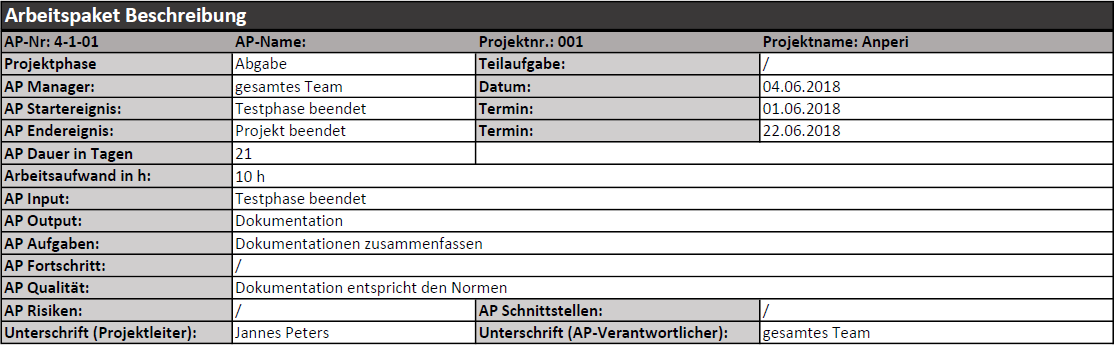 Arbeitspaket Beschreibung
AP-Nr: 4-1-01 AP-Name: Projektnr.: 001 Projektname: Anperi
Projektphase Abgabe Teilaufgabe: /
AP Manager: gesamtes Team Datum: 04.06.2018
AP Startereignis: Testphase beendet Termin: 01.06.2018
AP Endereignis: Projekt beendet Termin: 22.06.2018
AP Dauer in Tagen 21
Arbeitsaufwand in h: 10 h
AP Input: Testphase beendet
AP Output: Dokumentation
AP Aufgaben: Dokumentationen zusammenfassen
AP Fortschritt: /
AP Qualität: Dokumentation entspricht den Normen
AP Risiken: / AP Schnittstellen: /
Unterschrift (Projektleiter): Jannes Peters Unterschrift (AP-Verantwortlicher): gesamtes Team